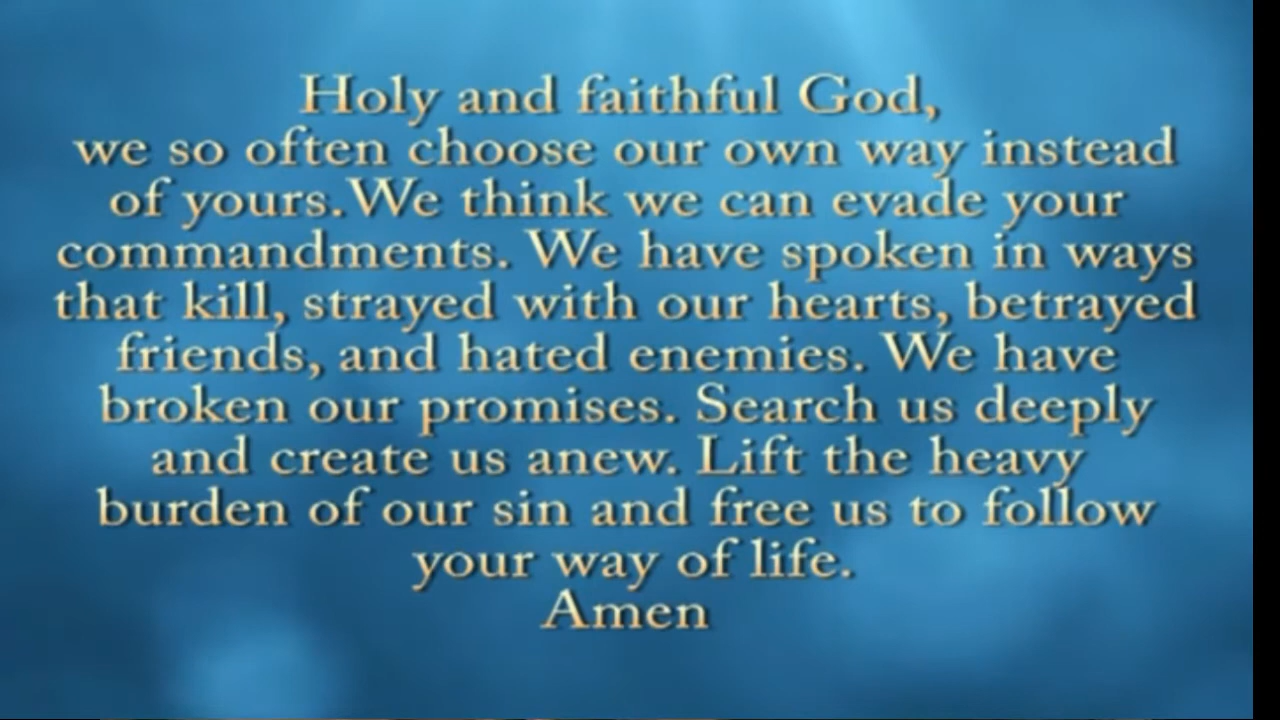 Holy and faithful God,
we so often choose our own way instead
of yours.We think we can evade your
commandments. We have spoken in ways
that kill, strayed with our hearts, betrayed
friends, and hated enemies. We have
broken our promises. Search us deeply
and create us anew. Lift the heavy
burden of our sin and free us to follow
your way of life.
Amen